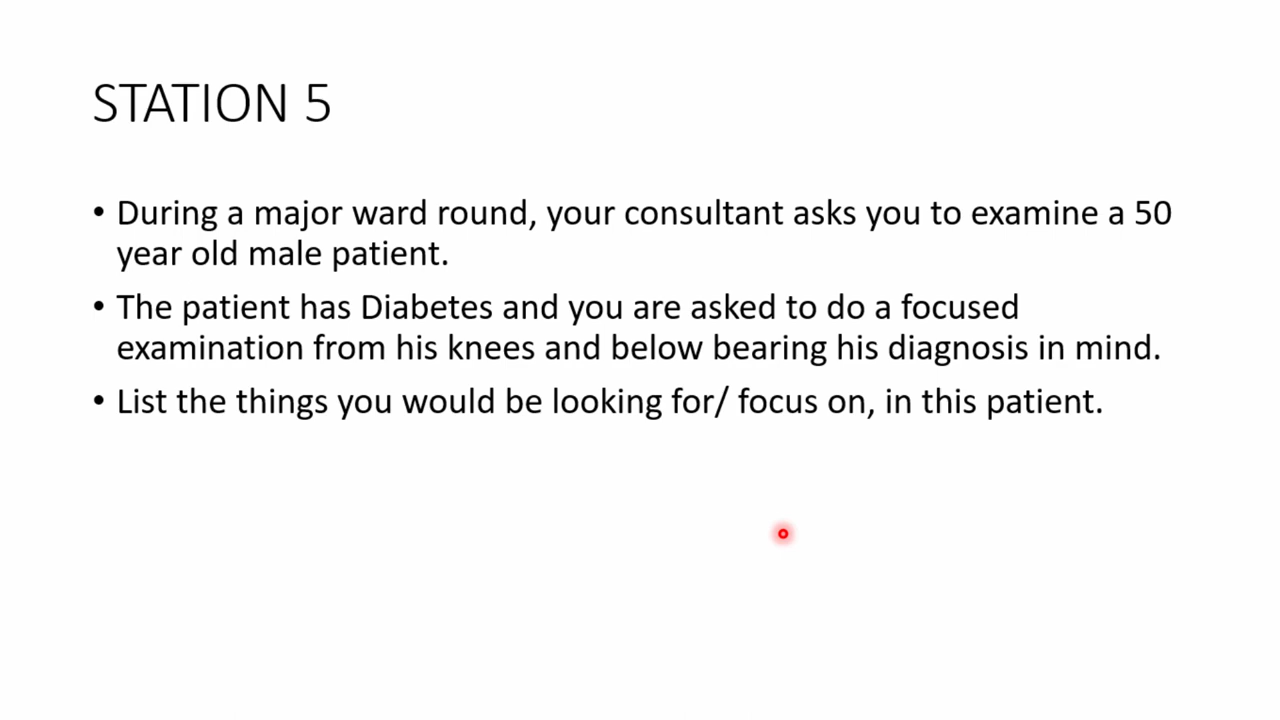 STATION 5
• During a major ward round, your consultant asks you to examine a 50
year old male patient.
• The patient has Diabetes and you are asked to do a focused
examination from his knees and below bearing his diagnosis in mind.
• List the things you would be looking for/ focus on, in this patient.